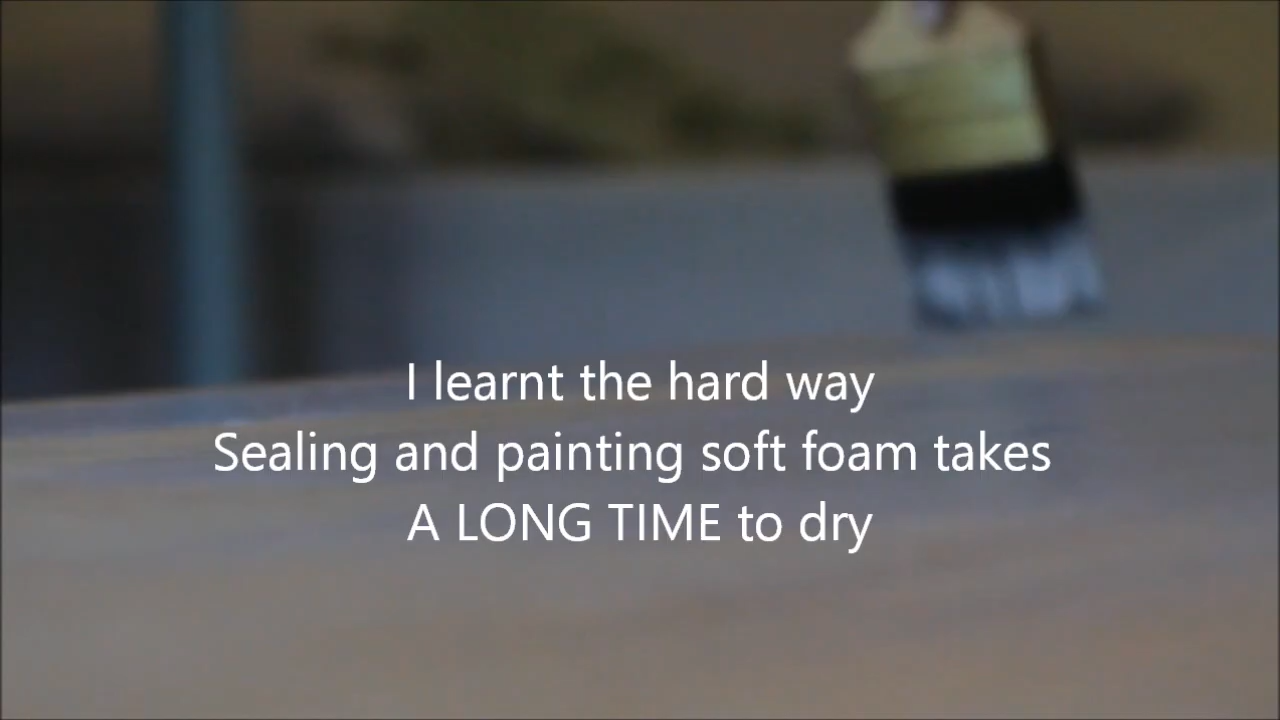 I learnt the hard way
Sealing and painting soft foam takes
A LONG TIME to dry